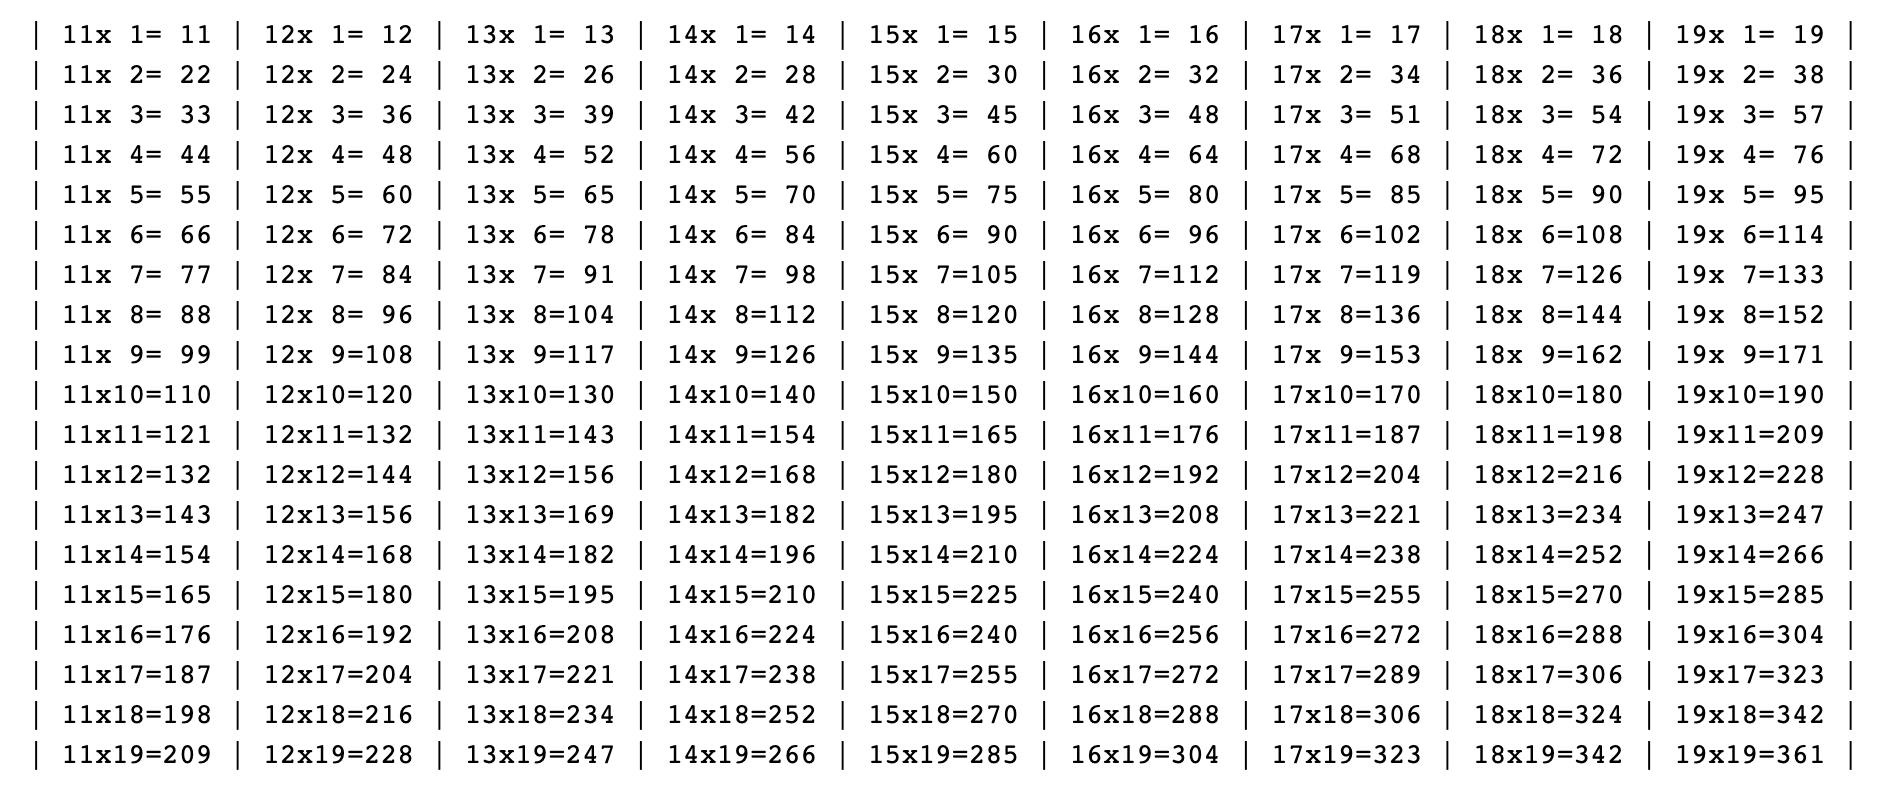 | 11x 1= 11 | 12x 1= 12 | 13x 1= 13 | 14x 1= 14 | 15x 1= 15 | 16x 1= 16 | 17x 1= 17 | 18x 1= 18 | 19x 1= 19 |
| 11x 2= 22 | 12x 2= 24 | 13x 2= 26 | 14x 2= 28 | 15x 2= 30 | 16x 2= 32 | 17x 2= 34 | 18x 2= 36 | 19x 2= 38 |
| 11x 3= 33 | 12x 3= 36 | 13x 3= 39 | 14x 3= 42 | 15x 3= 45 | 16x 3= 48 | 17x 3= 51 | 18x 3= 54 | 19x 3= 57 |
| 11x 4= 44 | 12x 4= 48 | 13x 4= 52 | 14x 4= 56 | 15x 4= 60 | 16x 4= 64 | 17x 4= 68 | 18x 4= 72 | 19x 4= 76 |
| 11x 5= 55 | 12x 5= 60 | 13x 5= 65 | 14x 5= 70 | 15x 5= 75 | 16x 5= 80 | 17x 5= 85 | 18x 5= 90 | 19x 5= 95 |
| 11x 6= 66 | 12x 6= 72 | 13x 6= 78 | 14x 6= 84 | 15x 6= 90 | 16x 6= 96 | 17x 6=102 | 18x 6=108 | 19x 6=114 |
| 11x 7= 77 | 12x 7= 84 | 13x 7= 91 | 14x 7= 98 | 15x 7=105 | 16x 7=112 | 17x 7=119 | 18x 7=126 | 19x 7=133 |
| 11x 8= 88 | 12x 8= 96 | 13x 8=104 | 14x 8=112 | 15x 8=120 | 16x 8=128 | 17x 8=136 | 18x 8=144 | 19x 8=152 |
| 11x 9= 99 | 12x 9=108 | 13x 9=117 | 14x 9=126 | 15x 9=135 | 16x 9=144 | 17x 9=153 | 18x 9=162 | 19x 9=171 |
| 11x10=110 | 12x10=120 | 13x10=130 | 14x10=140 | 15x10=150 | 16x10=160 | 17x10=170 | 18x10=180 | 19x10=190 |
| 11x11=121 | 12x11=132 | 13x11=143 | 14x11=154 | 15x11=165 | 16x11=176 | 17x11=187 | 18x11=198 | 19x11=209 |
| 11x12=132 | 12x12=144 | 13x12=156 | 14x12=168 | 15x12=180 | 16x12=192 | 17x12=204 | 18x12=216 | 19x12=228 |
| 11x13=143 | 12x13=156 | 13x13=169 | 14x13=182 | 15x13=195 | 16x13=208 | 17x13=221 | 18x13=234 | 19x13=247 |
| 11x14=154 | 12x14=168 | 13x14=182 | 14x14=196 | 15x14=210 | 16x14=224 | 17x14=238 | 18x14=252 | 19x14=266 |
| 11x15=165 | 12x15=180 | 13x15=195 | 14x15=210 | 15x15=225 | 16x15=240 | 17x15=255 | 18x15=270 | 19x15=285 |
| 11x16=176 | 12x16=192 | 13x16=208 | 14x16=224 | 15x16=240 | 16x16=256 | 17x16=272 | 18x16=288 | 19x16=304 |
| 11x17=187 | 12x17=204 | 13x17=221 | 14x17=238 | 15x17=255 | 16x17=272 | 17x17=289 | 18x17=306 | 19x17=323 |
| 11x18=198 | 12x18=216 | 13x18=234 | 14x18=252 | 15x18=270 | 16x18=288 | 17x18=306 | 18x18=324 | 19x18=342 |
| 11x19=209 | 12x19=228 | 13x19=247 | 14x19=266 | 15x19=285 | 16x19=304 | 17x19=323 | 18x19=342 | 19x19=361 |